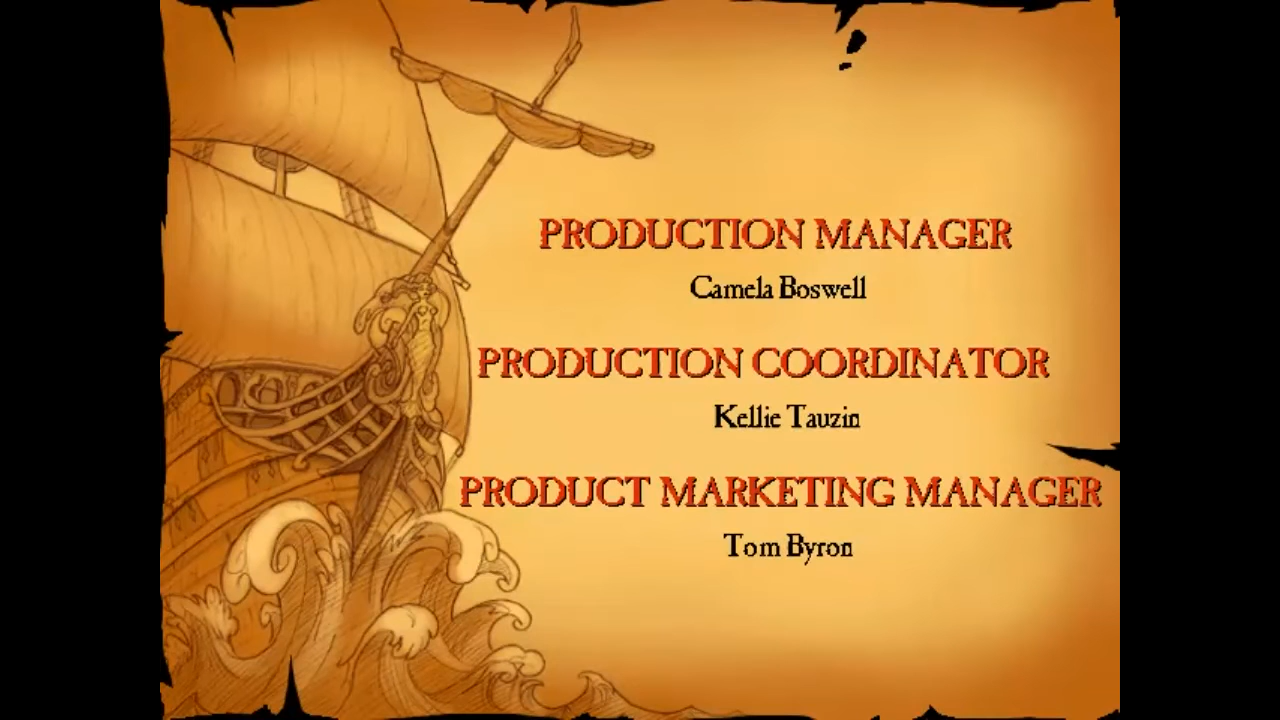 PRODUCTION MANAGER
Camela Boswell
PRODUCTION COORDINATOR
Kellie Tauzin
PRODUCT MARKETING MANAGER
Tom Byron